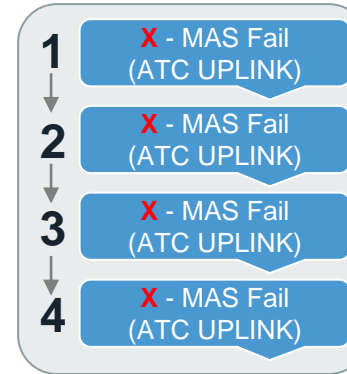 1
X - MAS Fail
(ATC UPLINK)
2
X - MAS Fail
(ATC UPLINK)
3
X - MAS Fail
(ATC UPLINK)
4
X - MAS Fail
(ATC UPLINK)